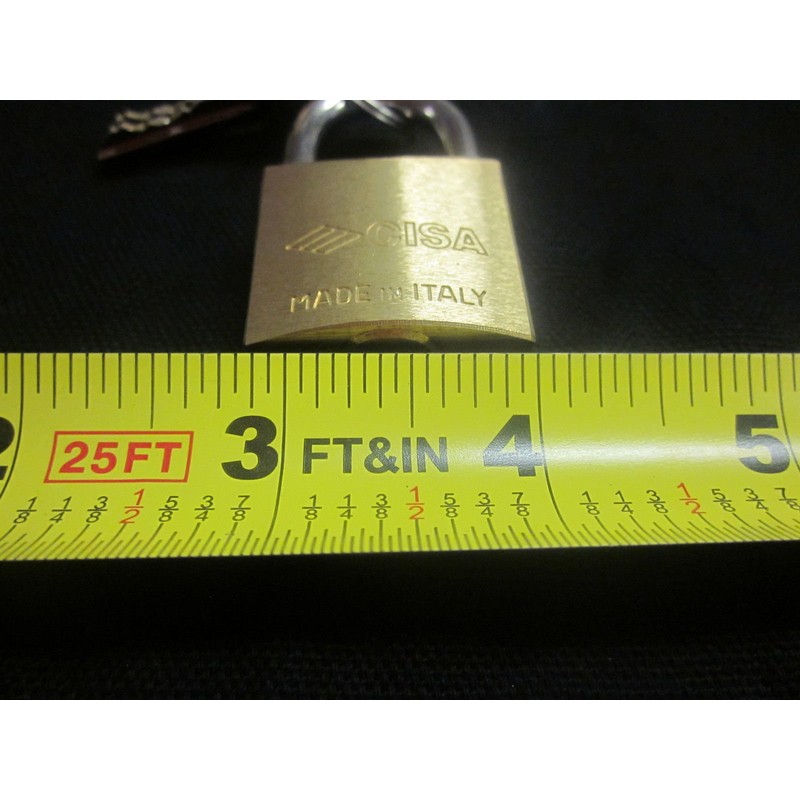 CISA
MADE IN ITALY
2 25FT 3 FT&IN 4 5
1/8 1/4 3/8 1/2 5/8 3/4 7/8 1/8 1/4 3/8 1/2 5/8 3/4 7/8 1/8 1/4 3/8 1/2 5/8 3/4 7/8